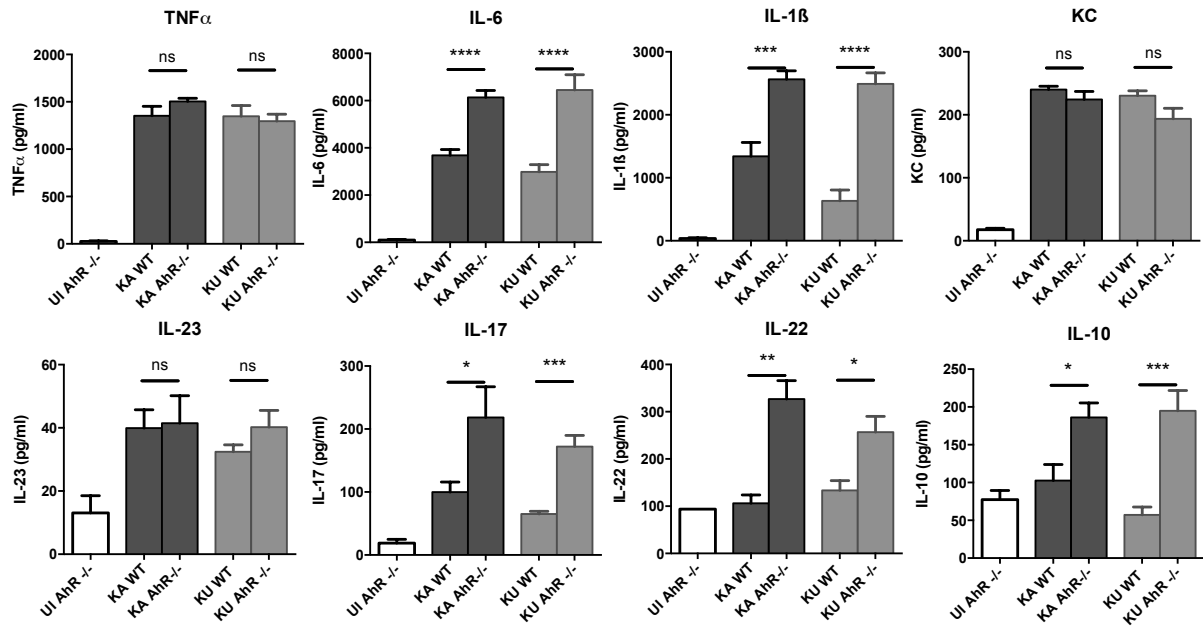 TNFα
ns
ns
TNFα (pg/ml)
2000
1500
1000
500
0
UI AhR -/-
KA WT
KA AhR-/-
KU WT
KU AhR-/-
IL-6
****
****
IL-6 (pg/ml)
8000
6000
4000
2000
0
UI AhR -/-
KA WT
KA AhR-/-
KU WT
KU AhR-/-
IL-1ß
***
****
IL-1ß (pg/ml)
3000
2000
1000
0
UI AhR -/-
KA WT
KA AhR-/-
KU WT
KU AhR-/-
KC
ns
ns
KC (pg/ml)
300
200
100
0
UI AhR -/-
KA WT
KA AhR -/-
KU WT
KU AhR -/-
IL-23
ns
ns
IL-23 (pg/ml)
60
40
20
0
UI AhR -/-
KA WT
KA AhR-/-
KU WT
KU AhR -/-
IL-17
*
***
IL-17 (pg/ml)
300
200
100
0
UI AhR -/-
KA WT
KA AhR-/-
KU WT
KU AhR -/-
IL-22
**
*
IL-22 (pg/ml)
400
300
200
100
0
UI AhR -/-
KA WT
KA AhR-/-
KU WT
KU AhR -/-
IL-10
*
***
IL-10 (pg/ml)
250
200
150
100
50
0
UI AhR -/-
KA WT
KA AhR -/-
KU WT
KU AhR -/-